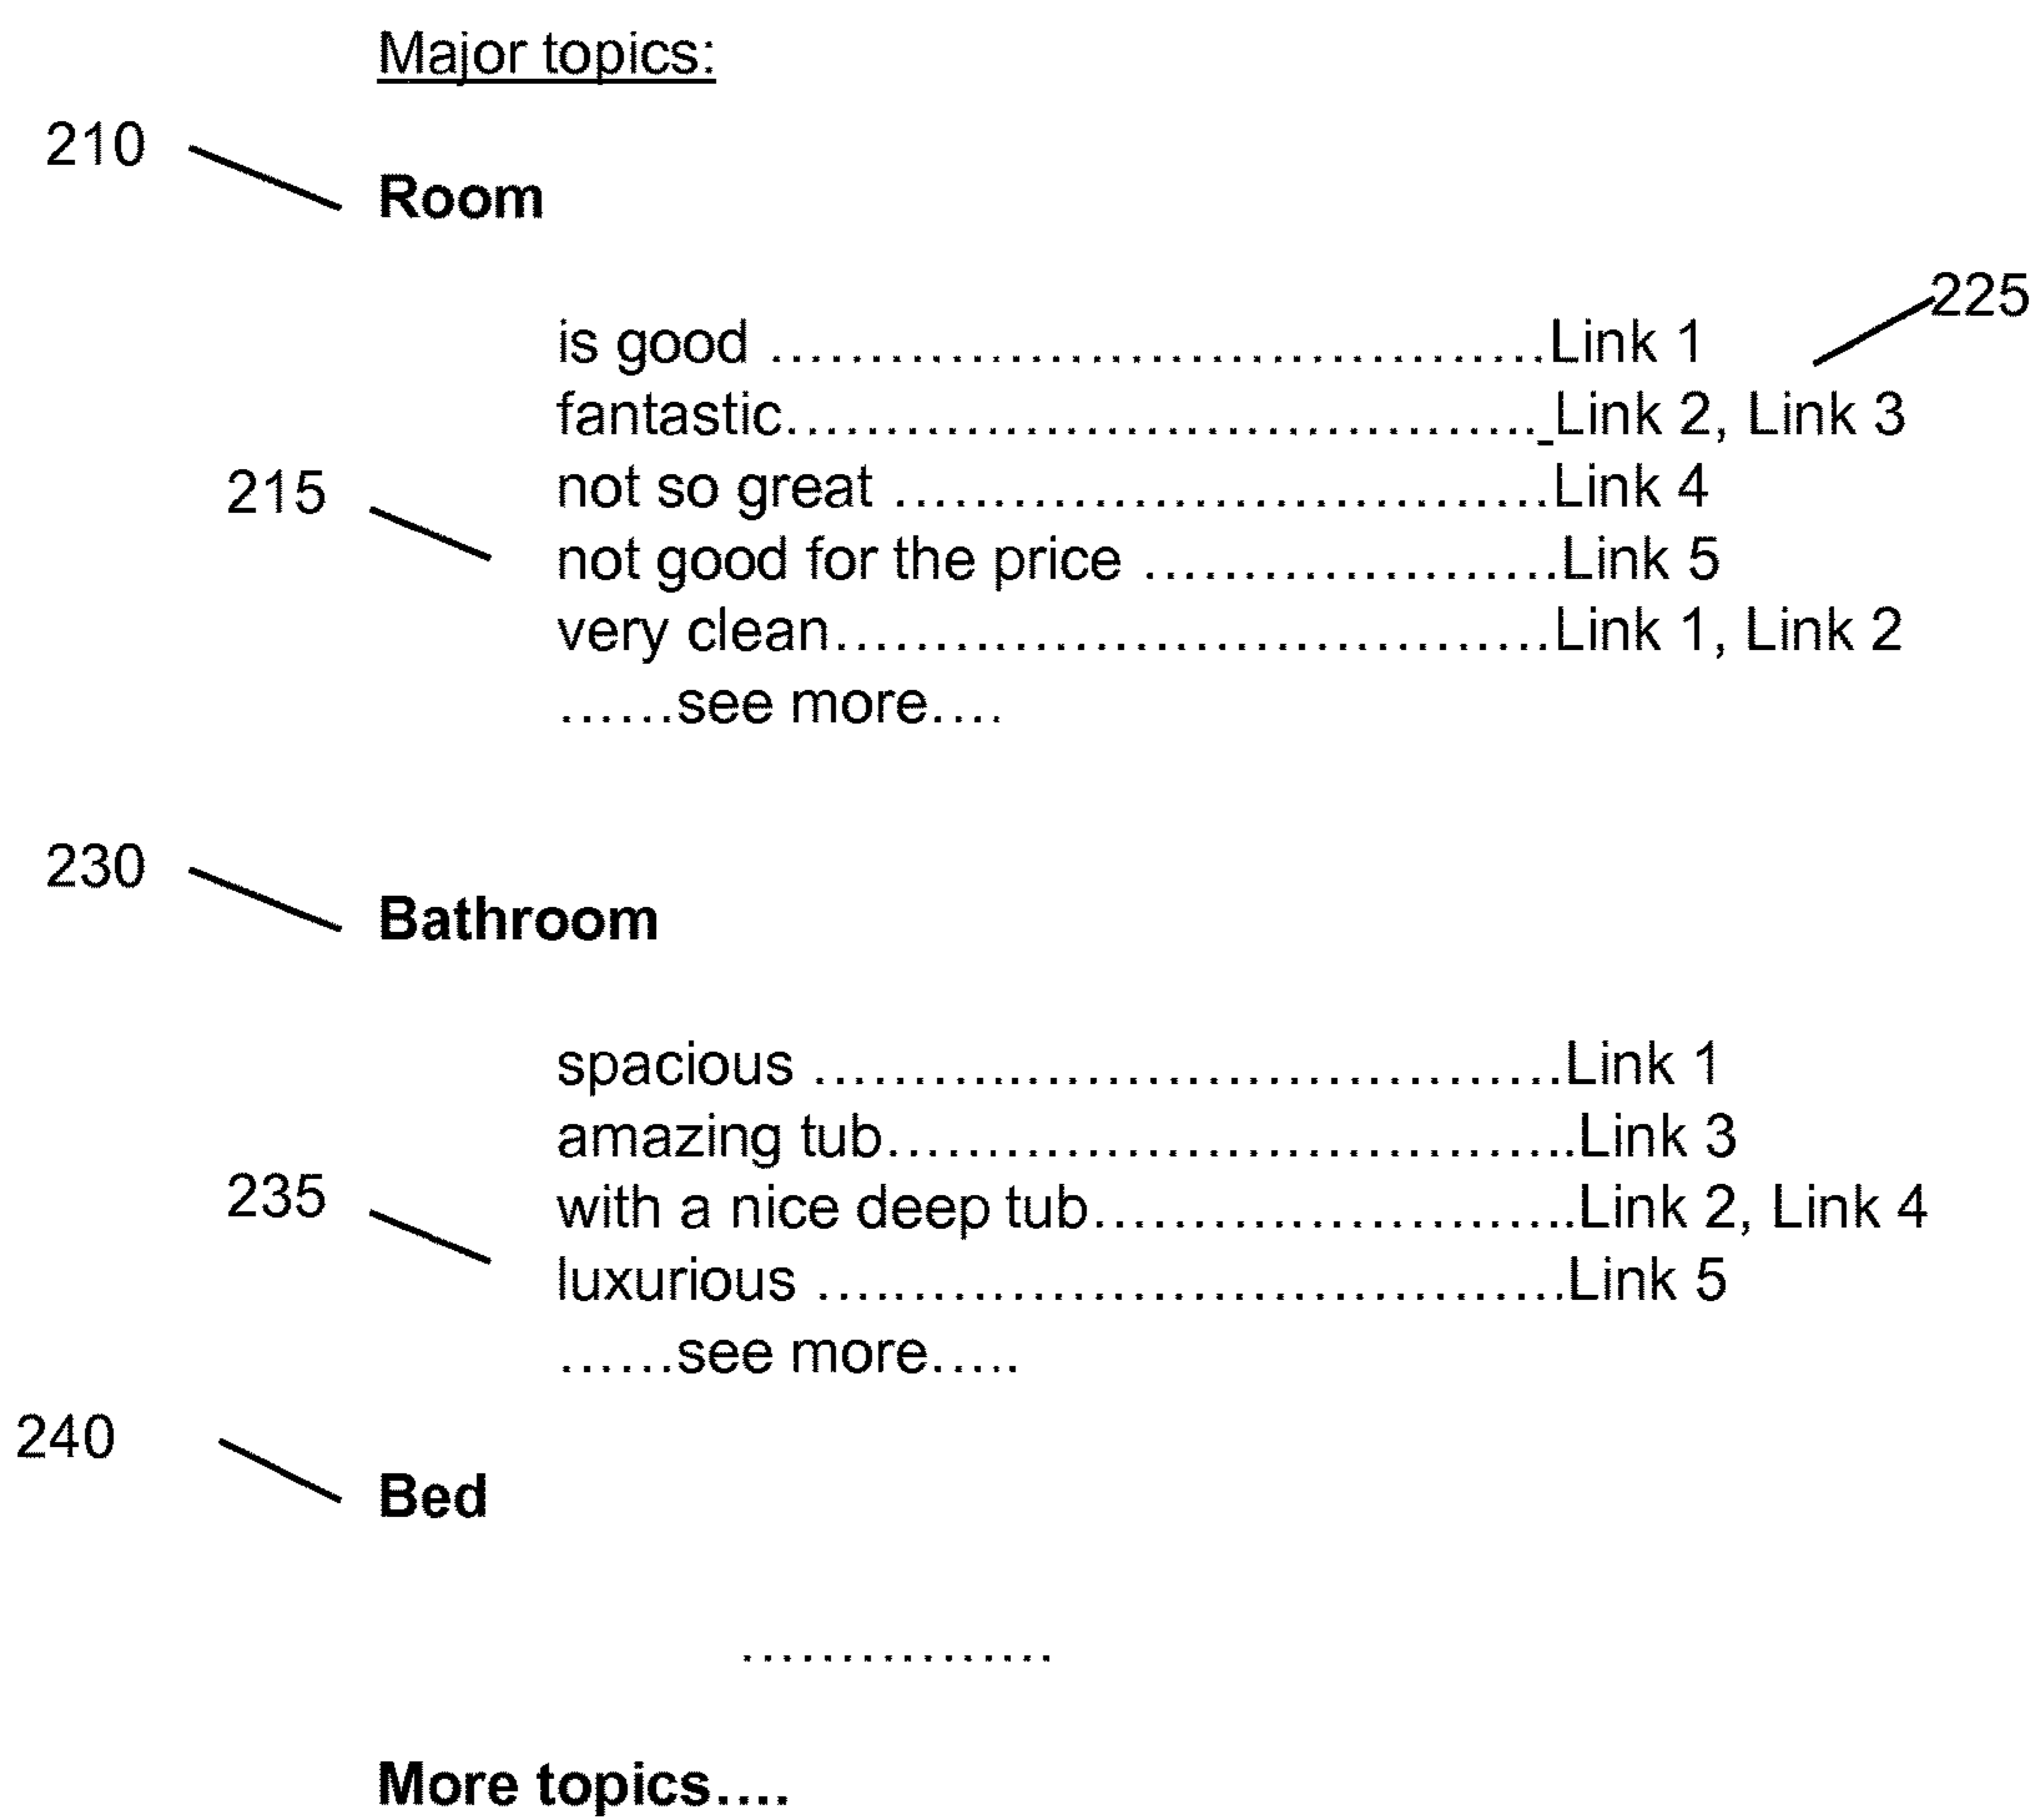 Major topics:
210
Room
225
is good ....................................Link 1
fantastic...................................._Link 2, Link 3
215 not so great ...............................Link 4
not good for the price ....................Link 5
very clean..................................Link 1, Link 2
......see more....
230
Bathroom
spacious ...................................Link 1
amazing tub.................................Link 3
235 with a nice deep tub.......................Link 2, Link 4
luxurious ...................................Link 5
......see more.....
240
Bed
................
More topics....